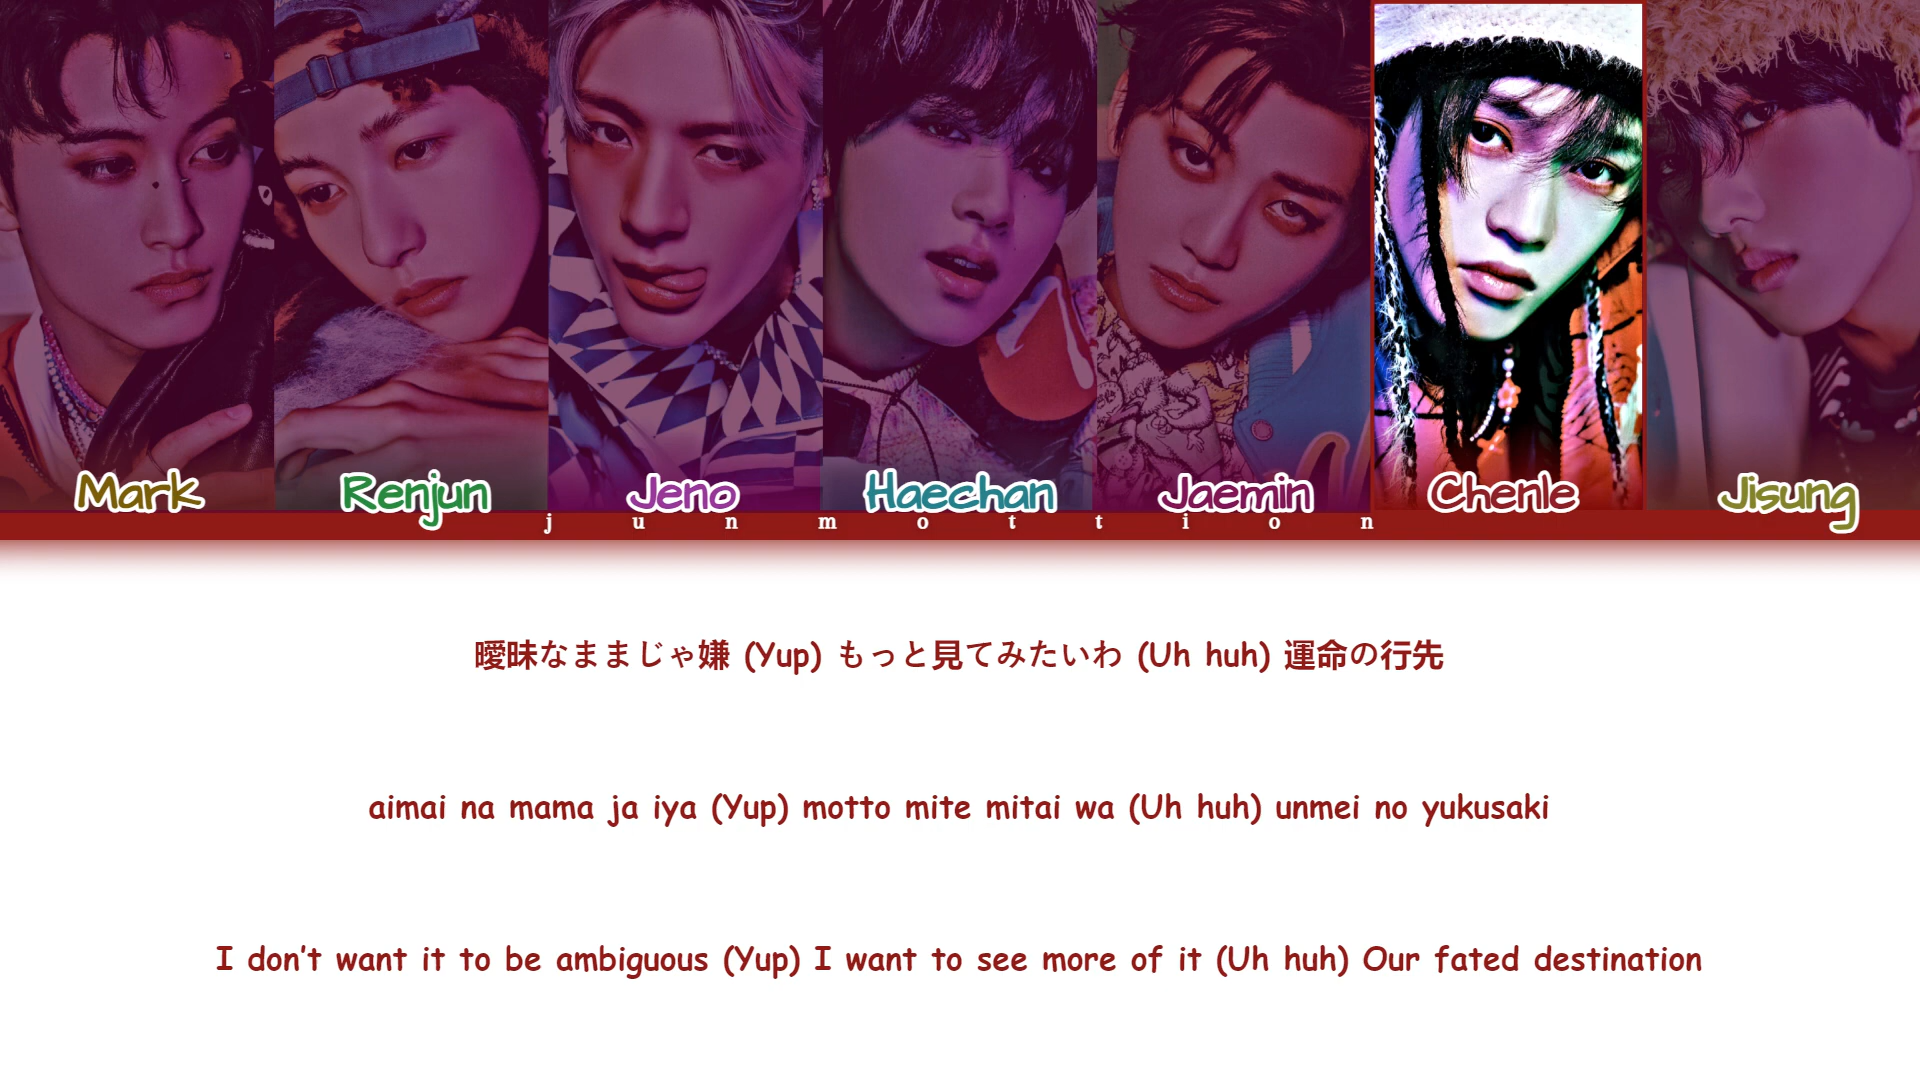 Mark Renjun Jeno Haechan Jaemin Chenle Jisung
j u n m o t t i o n
曖昧なままじゃ嫌 (Yup) もっと見てみたいわ (Uh huh) 運命の行先
aimai na mama ja iya (Yup) motto mite mitai wa (Uh huh) unmei no yukusaki
I don't want it to be ambiguous (Yup) I want to see more of it (Uh huh) Our fated destination